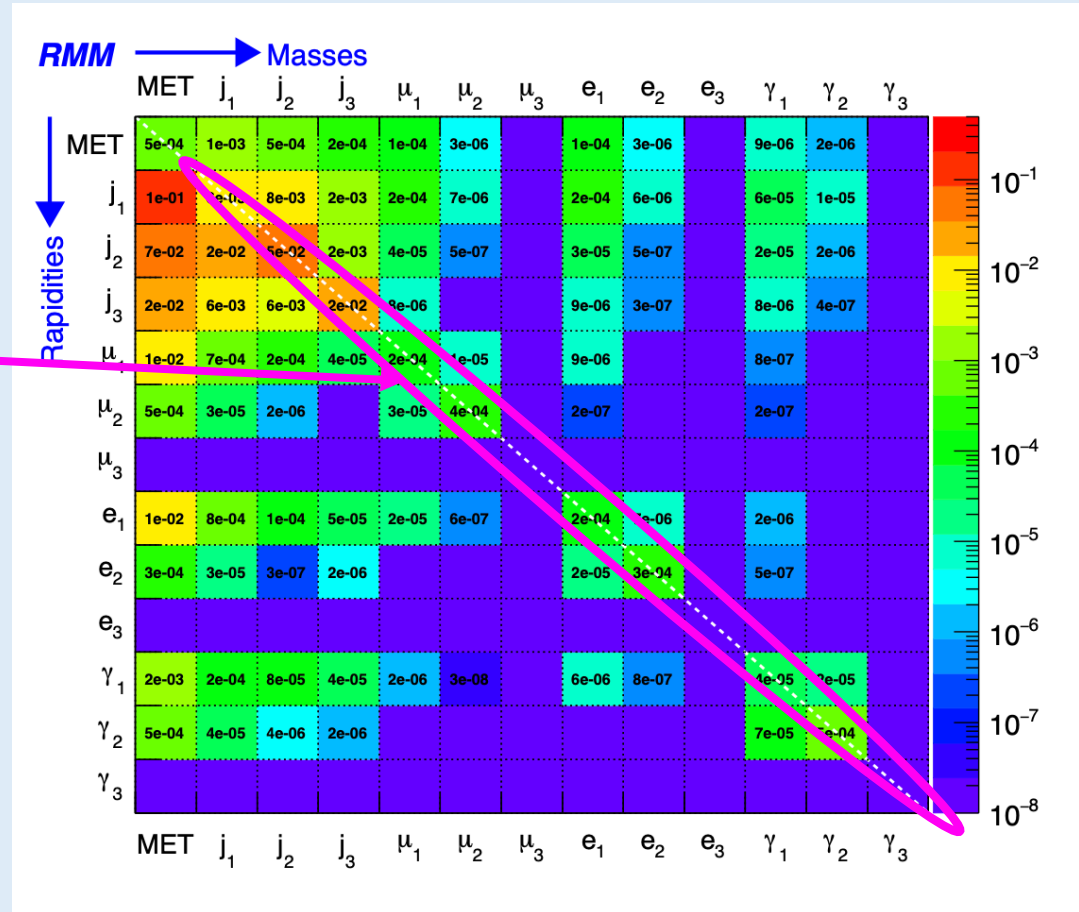 RMM Masses
MET j1 j2 j3 μ1 μ2 μ3 e1 e2 e3 γ1 γ2 γ3
Rapidities
MET 5e-04 1e-03 5e-04 2e-04 1e-04 3e-06 1e-04 3e-06 9e-06 2e-06
j1 1e-01 8e-03 2e-03 2e-04 7e-06 2e-04 6e-06 6e-05 1e-05
j2 7e-02 2e-02 5e-02 2e-03 4e-05 5e-07 3e-05 5e-07 2e-05 2e-06
j3 2e-02 6e-03 6e-03 2e-02 8e-06 9e-06 3e-07 8e-06 4e-07
μ1 1e-02 7e-04 2e-04 4e-05 2e-04 1e-05 9e-06 8e-07
μ2 5e-04 3e-05 2e-06 3e-05 4e-04 2e-07 2e-07
μ3
e1 1e-02 8e-04 1e-04 5e-05 2e-05 6e-07 2e-04 2e-06
e2 3e-04 3e-05 3e-07 2e-06 2e-05 3e-04 5e-07
e3
γ1 2e-03 2e-04 8e-05 4e-05 2e-06 3e-08 6e-06 8e-07 4e-05
γ2 5e-04 4e-05 4e-06 2e-06 7e-05
γ3
MET j1 j2 j3 μ1 μ2 μ3 e1 e2 e3 γ1 γ2 γ3
10⁻¹
10⁻²
10⁻³
10⁻⁴
10⁻⁵
10⁻⁶
10⁻⁷
10⁻⁸